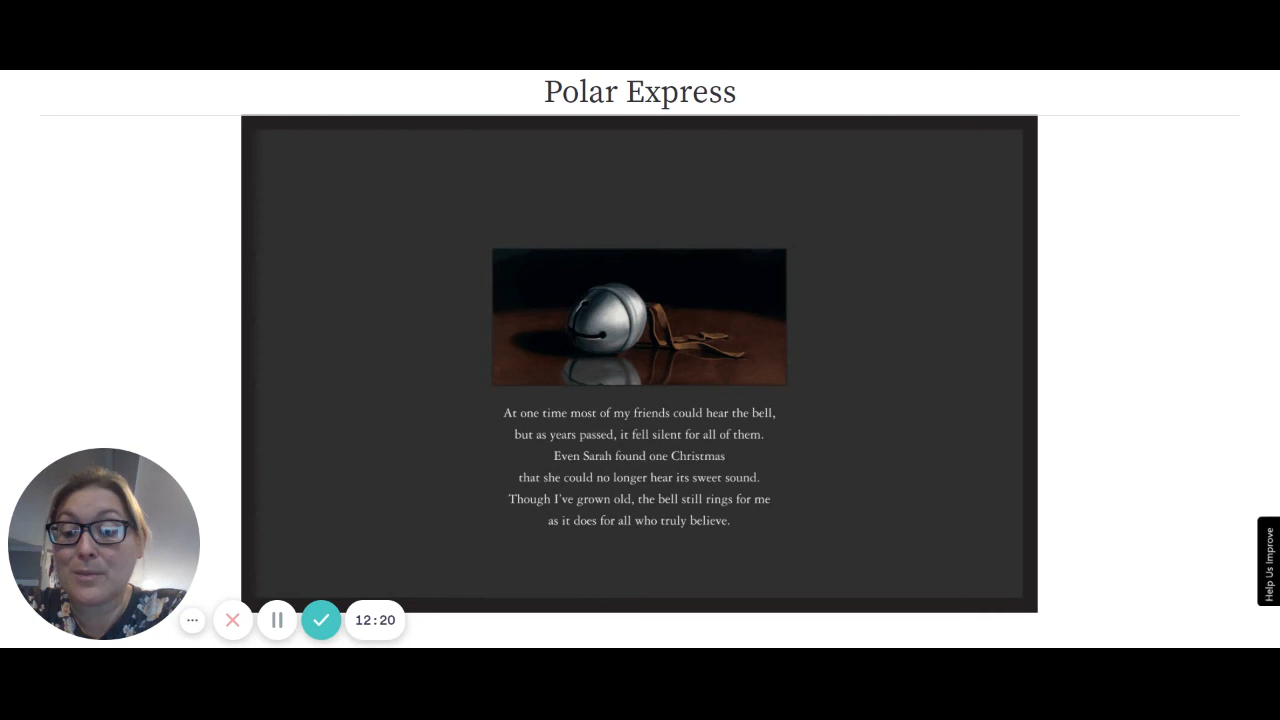 Polar Express
At one time most of my friends could hear the bell,
but as years passed, it fell silent for all of them.
Even Sarah found one Christmas
that she could no longer hear its sweet sound.
Though I've grown old, the bell still rings for me
as it does for all who truly believe.
12:20
Help Us Improve